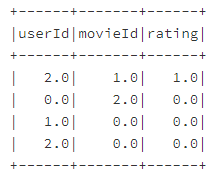 +------+-------+------+
|userId|movieId|rating|
+------+-------+------+
|   2.0|    1.0|   1.0|
|   0.0|    2.0|   0.0|
|   1.0|    0.0|   0.0|
|   2.0|    0.0|   0.0|
+------+-------+------+